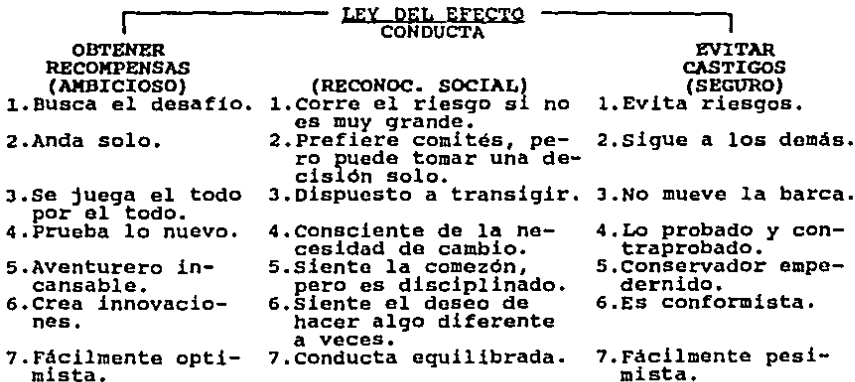 LEY DEL EFECTO
CONDUCTA
OBTENER
RECOMPENSAS
(AMBICIOSO)
1.Busca el desafío.
2.Anda solo.
3.Se juega el todo
por el todo.
4.Prueba lo nuevo.
5.Aventurero in-
cansable.
6.Crea innovacio-
nes.
7.Fácilmente opti-
mista.
(RECONOC. SOCIAL)
1.Corre el riesgo si no
es muy grande.
2.Prefiere comités, pe-
ro puede tomar una de-
cisión solo.
3.Dispuesto a transigir.
4.Consciente de la ne-
cesidad de cambio.
5.Siente la comezón,
pero es disciplinado.
6.Siente el deseo de
hacer algo diferente
a veces.
7.Conducta equilibrada.
EVITAR
CASTIGOS
(SEGURO)
1.Evita riesgos.
2.Sigue a los demás.
3.No mueve la barca.
4.Lo probado y con-
traprobado.
5.Conservador empe-
dernido.
6.Es conformista.
7.Fácilmente pesi-
mista.